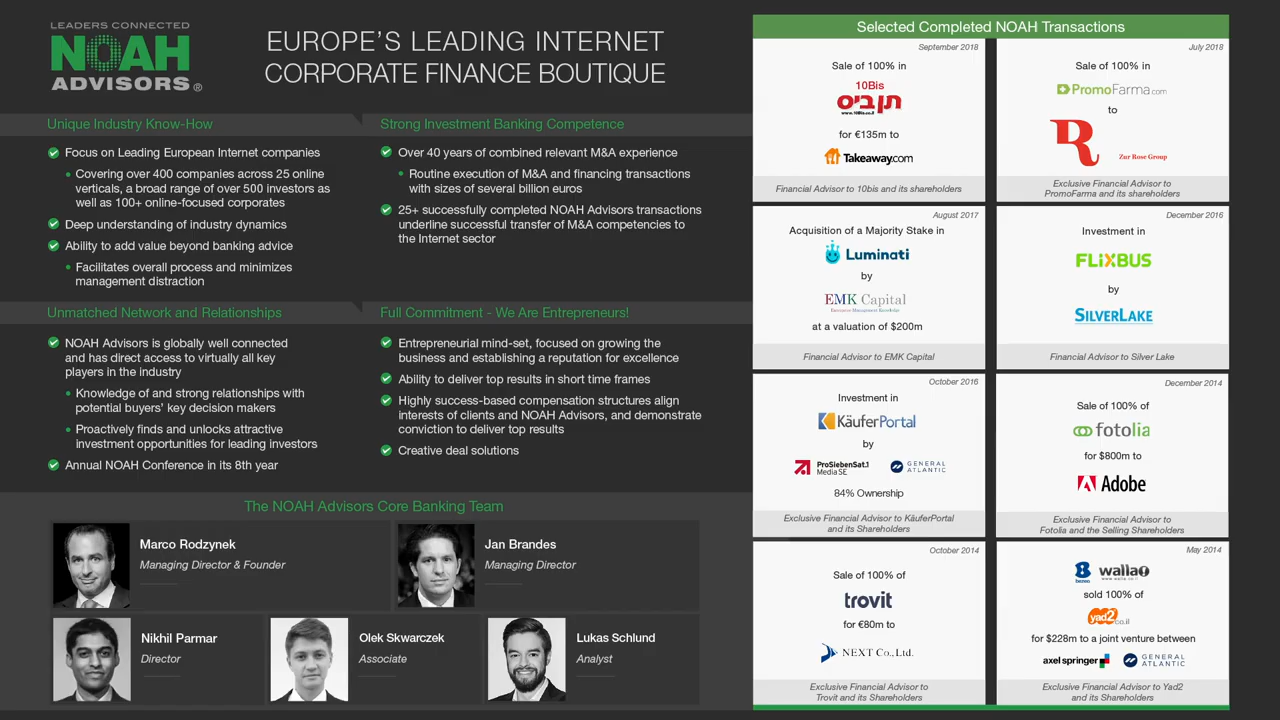 LEADERS CONNECTED
NOAH
ADVISORS®
EUROPE'S LEADING INTERNET
CORPORATE FINANCE BOUTIQUE
Unique Industry Know-How
Focus on Leading European Internet companies
Covering over 400 companies across 25 online
verticals, a broad range of over 500 investors as
well as 100+ online-focused corporates
Deep understanding of industry dynamics
Ability to add value beyond banking advice
Facilitates overall process and minimizes
management distraction
Strong Investment Banking Competence
Over 40 years of combined relevant M&A experience
Routine execution of M&A and financing transactions
with sizes of several billion euros
25+ successfully completed NOAH Advisors transactions
underline successful transfer of M&A competencies to
the Internet sector
Unmatched Network and Relationships
NOAH Advisors is globally well connected
and has direct access to virtually all key
players in the industry
Knowledge of and strong relationships with
potential buyers' key decision makers
Proactively finds and unlocks attractive
investment opportunities for leading investors
Annual NOAH Conference in its 8th year
Full Commitment - We Are Entrepreneurs!
Entrepreneurial mind-set, focused on growing the
business and establishing a reputation for excellence
Ability to deliver top results in short time frames
Highly success-based compensation structures align
interests of clients and NOAH Advisors, and demonstrate
conviction to deliver top results
Creative deal solutions
The NOAH Advisors Core Banking Team
Marco Rodzynek
Managing Director & Founder
Jan Brandes
Managing Director
Nikhil Parmar
Director
Olek Skwarczek
Associate
Lukas Schlund
Analyst
Selected Completed NOAH Transactions
September 2018
Sale of 100% in
10Bis
תן ביס
www.10Bis.co.il
for €135m to
Takeaway.com
Financial Advisor to 10bis and its shareholders
July 2018
Sale of 100% in
PromoFarma.com
to
R
Zur Rose Group
Exclusive Financial Advisor to
PromoFarma and its shareholders
August 2017
Acquisition of a Majority Stake in
Luminati
by
EMK Capital
Executive Management Knowledge
at a valuation of $200m
Financial Advisor to EMK Capital
December 2016
Investment in
FLiXBUS
by
SILVERLAKE
Financial Advisor to Silver Lake
October 2016
Investment in
KäuferPortal
by
ProSiebenSat.1
Media SE
GENERAL
ATLANTIC
84% Ownership
Exclusive Financial Advisor to KäuferPortal
and its Shareholders
December 2014
Sale of 100% of
fotolia
for $800m to
Adobe
Exclusive Financial Advisor to
Fotolia and the Selling Shareholders
October 2014
Sale of 100% of
trovit
for €80m to
NEXT Co., Ltd.
Exclusive Financial Advisor to
Trovit and its Shareholders
May 2014
walla
www.walla.co.il
sold 100% of
yad2
co.il
for $228m to a joint venture between
axel springer
GENERAL
ATLANTIC
Exclusive Financial Advisor to Yad2
and its Shareholders